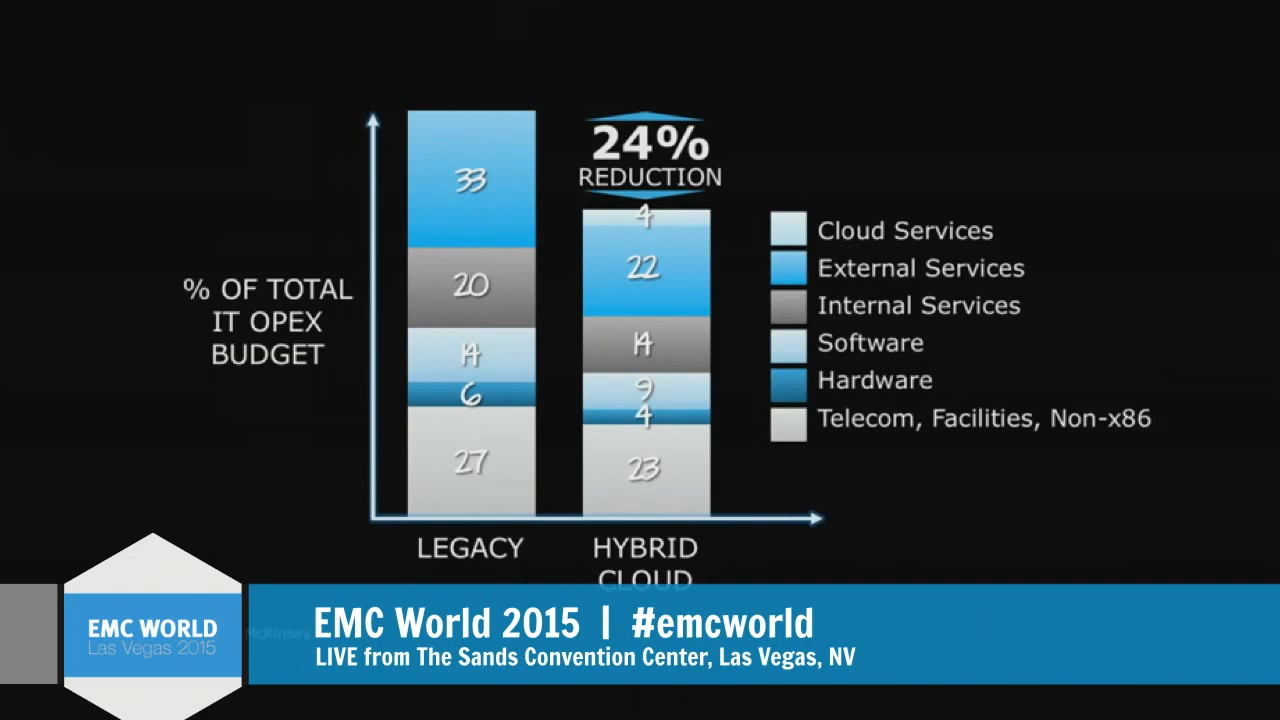 24%
REDUCTION
33
20
14
6
27
4
22
14
9
4
23
% OF TOTAL
IT OPEX
BUDGET
Cloud Services
External Services
Internal Services
Software
Hardware
Telecom, Facilities, Non-x86
LEGACY
HYBRID
CLOUD
McKinsey
EMC WORLD
Las Vegas 2015
EMC World 2015 | #emcworld
LIVE from The Sands Convention Center, Las Vegas, NV